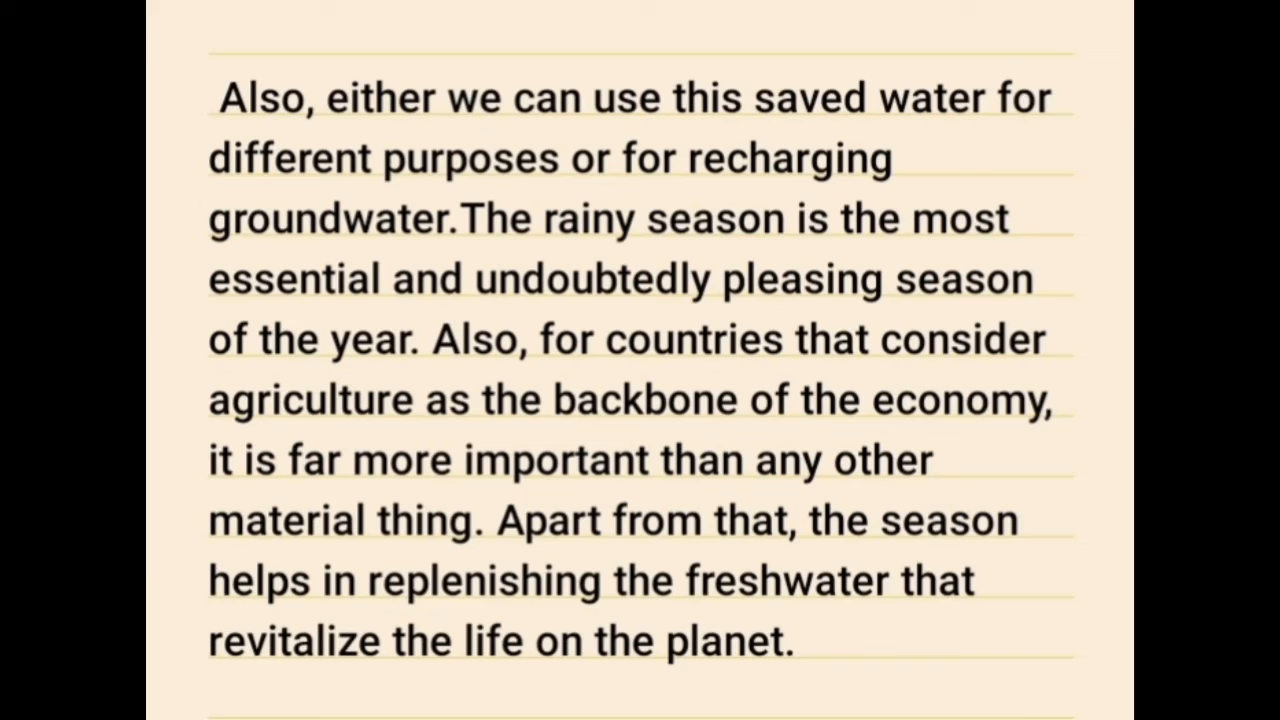 Also, either we can use this saved water for
different purposes or for recharging
groundwater.The rainy season is the most
essential and undoubtedly pleasing season
of the year. Also, for countries that consider
agriculture as the backbone of the economy,
it is far more important than any other
material thing. Apart from that, the season
helps in replenishing the freshwater that
revitalize the life on the planet.